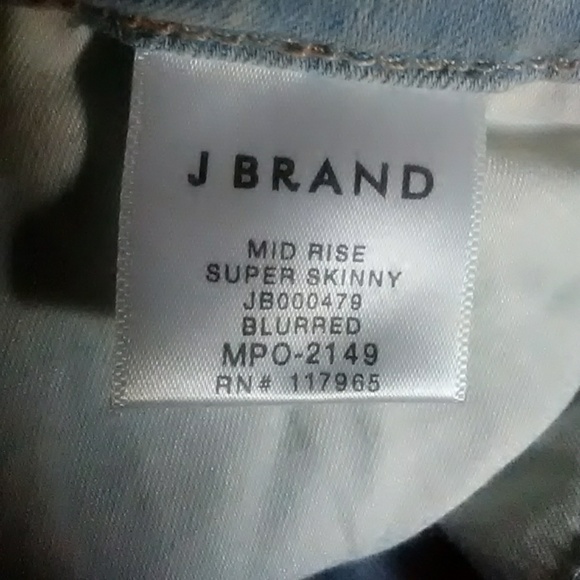 J BRAND
MID RISE
SUPER SKINNY
JB000479
BLURRED
MPO-2149
RN# 117965